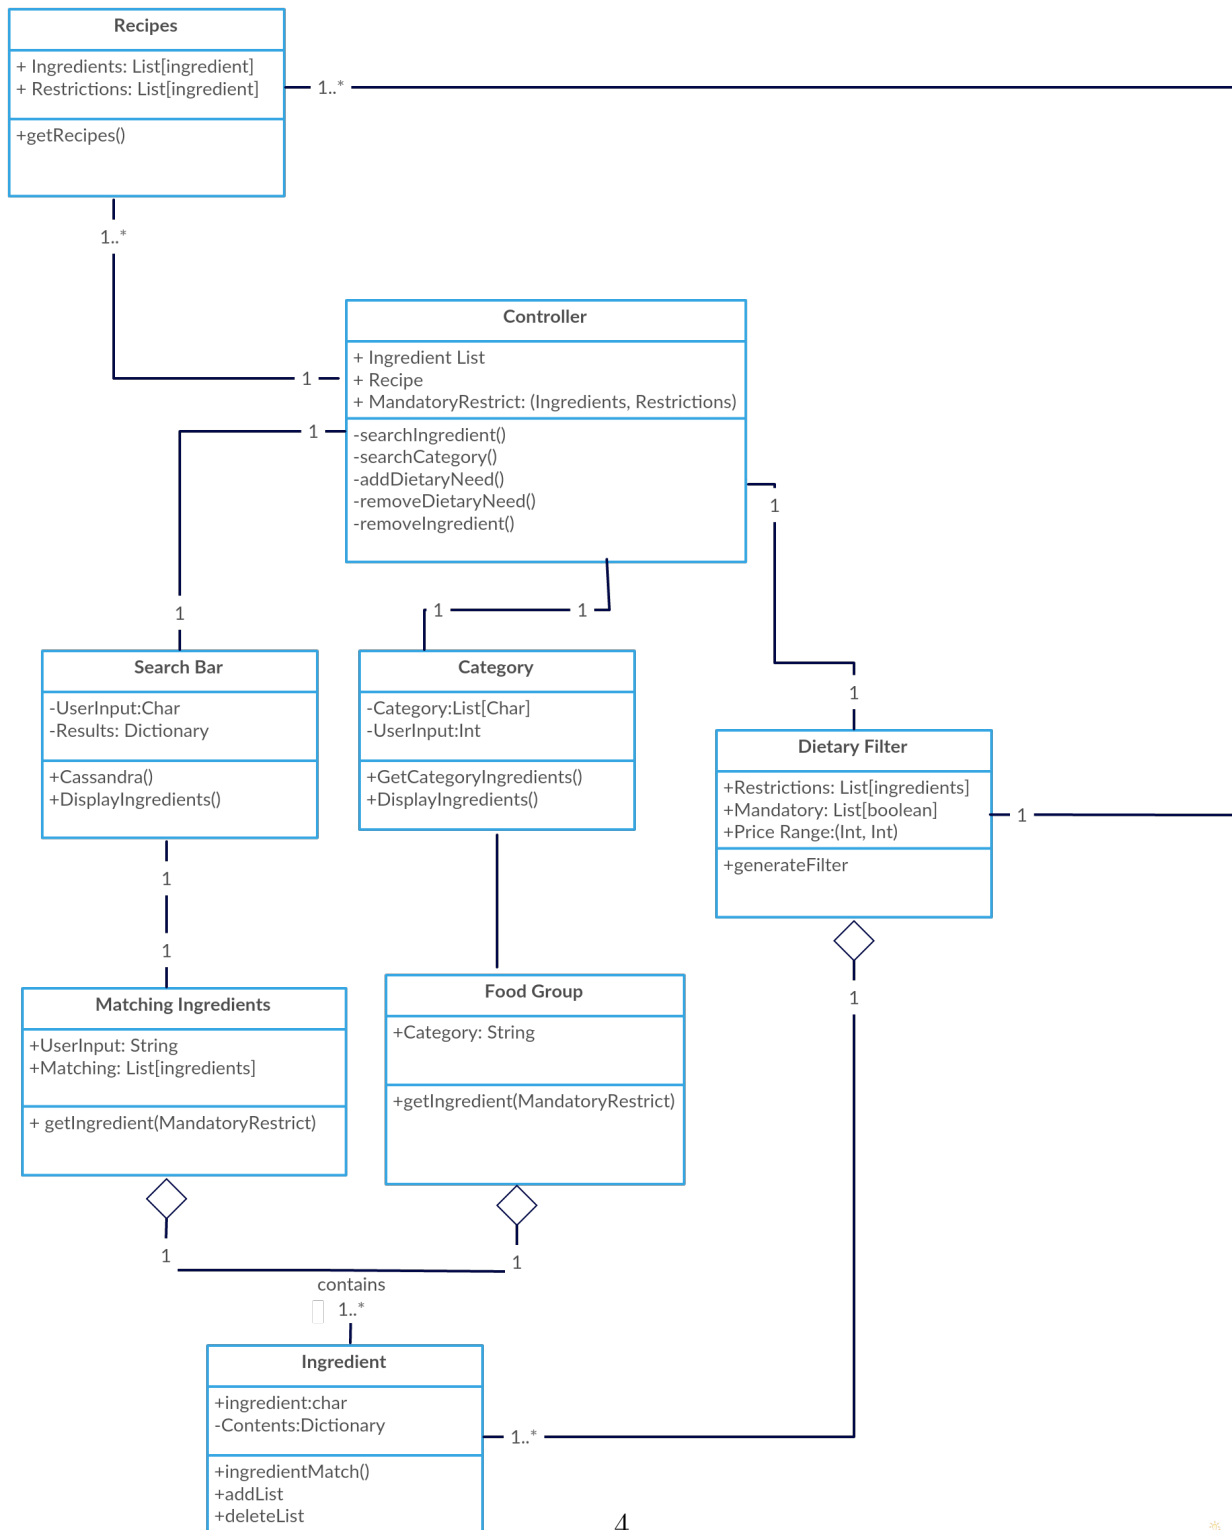 Recipes
+ Ingredients: List[ingredient]
+ Restrictions: List[ingredient]
1..*
+getRecipes()
1..*
Controller
+ Ingredient List
+ Recipe
+ MandatoryRestrict: (Ingredients, Restrictions)
1
1
-searchIngredient()
-searchCategory()
-addDietaryNeed()
-removeDietaryNeed()
-removeIngredient()
1
1
1
1
Search Bar
-UserInput:Char
-Results: Dictionary
+Cassandra()
+DisplayIngredients()
Category
-Category:List[Char]
-UserInput:Int
+GetCategoryIngredients()
+DisplayIngredients()
1
Dietary Filter
+Restrictions: List[ingredients]
+Mandatory: List[boolean]
+Price Range:(Int, Int)
1
+generateFilter
1
1
1
Matching Ingredients
+UserInput: String
+Matching: List[ingredients]
+ getIngredient(MandatoryRestrict)
Food Group
+Category: String
+getIngredient(MandatoryRestrict)
1
1
contains
1..*
Ingredient
+ingredient:char
-Contents:Dictionary
1..*
+ingredientMatch()
+addList
+deleteList
4